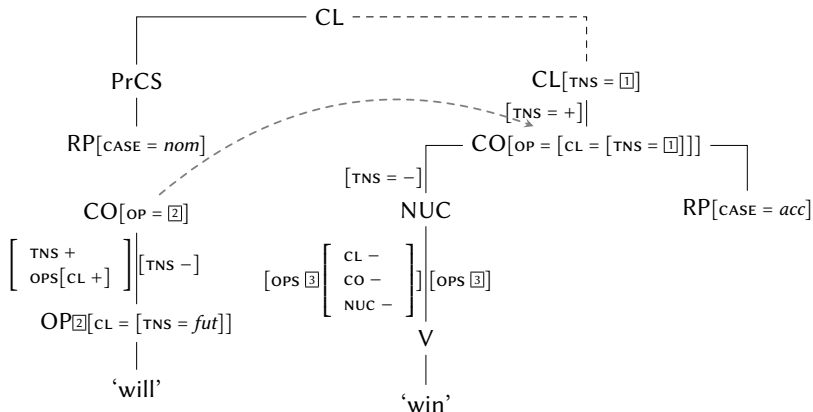 CL
PrCS CL[TNS = 1]
[TNS = +]
RP[CASE = nom] CO[OP = [CL = [TNS = 1]]]
[TNS = −]
CO[OP = 2] NUC RP[CASE = acc]
[ TNS + OPS[CL +] ] [TNS −] [OPS 3 [ CL − CO − NUC − ] ] [OPS 3]
OP2[CL = [TNS = fut]] V
‘will’ ‘win’